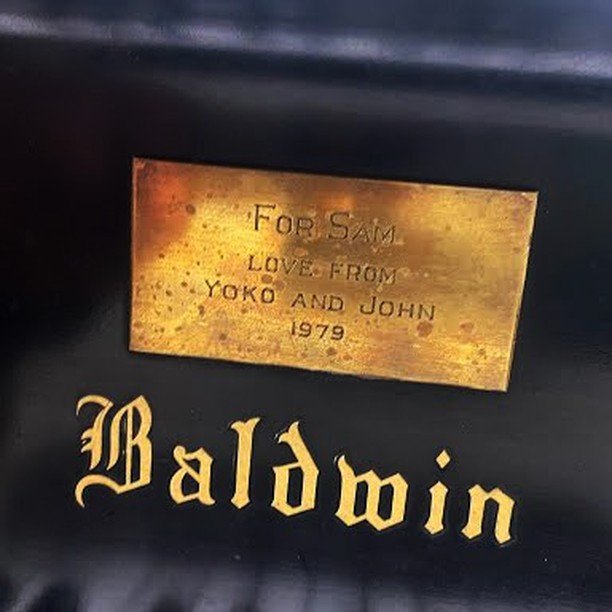 FOR SAM
LOVE FROM
YOKO AND JOHN
1979
Baldwin